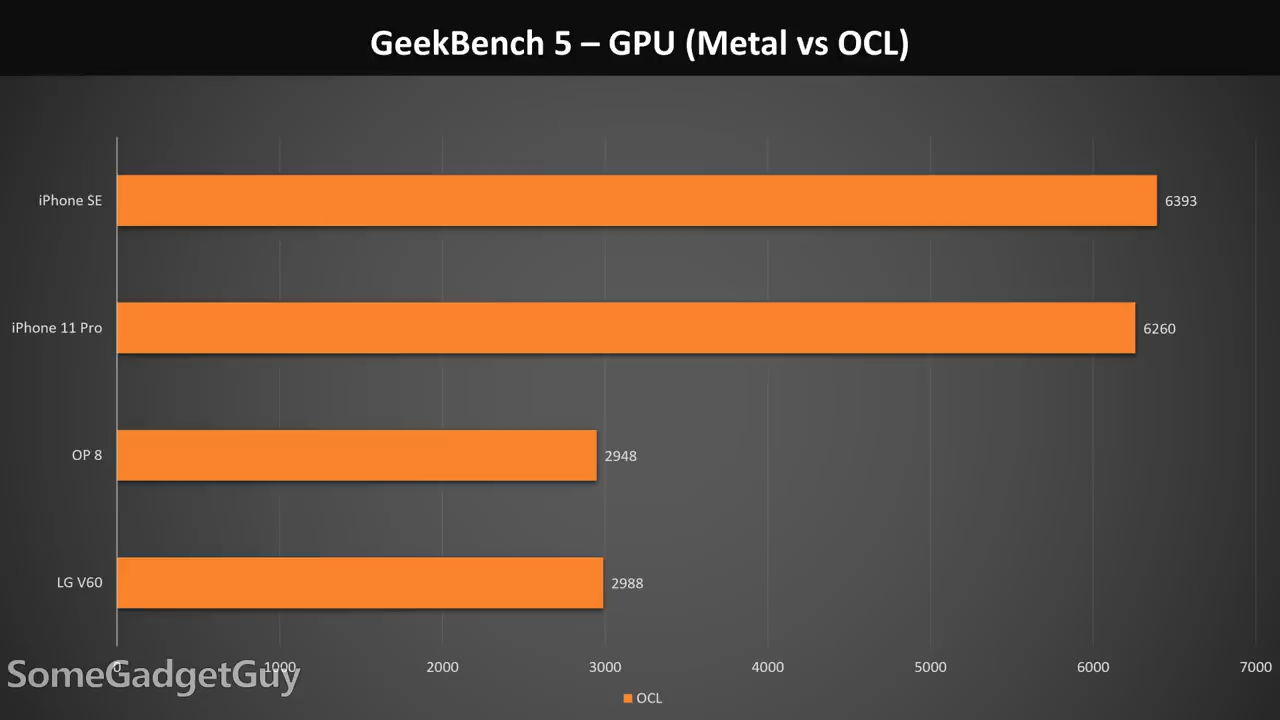 GeekBench 5 – GPU (Metal vs OCL)
iPhone SE
6393
iPhone 11 Pro
6260
OP 8
2948
LG V60
2988
0 1000 2000 3000 4000 5000 6000 7000
SomeGadgetGuy
OCL